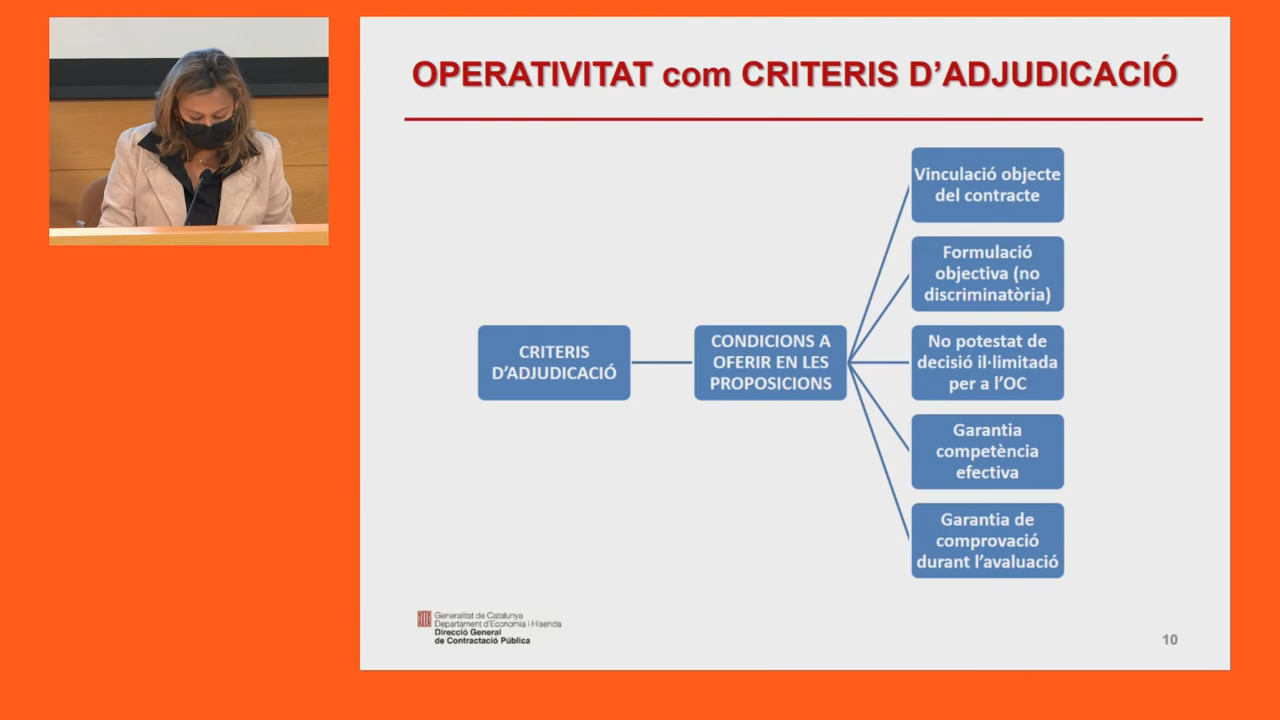 OPERATIVITAT com CRITERIS D'ADJUDICACIÓ
CRITERIS
D'ADJUDICACIÓ
CONDICIONS A
OFERIR EN LES
PROPOSICIONS
Vinculació objecte
del contracte
Formulació
objectiva (no
discriminatòria)
No potestat de
decisió il·limitada
per a l'OC
Garantia
competència
efectiva
Garantia de
comprovació
durant l'avaluació
Generalitat de Catalunya
Departament d'Economia i Hisenda
Direcció General
de Contractació Pública
10